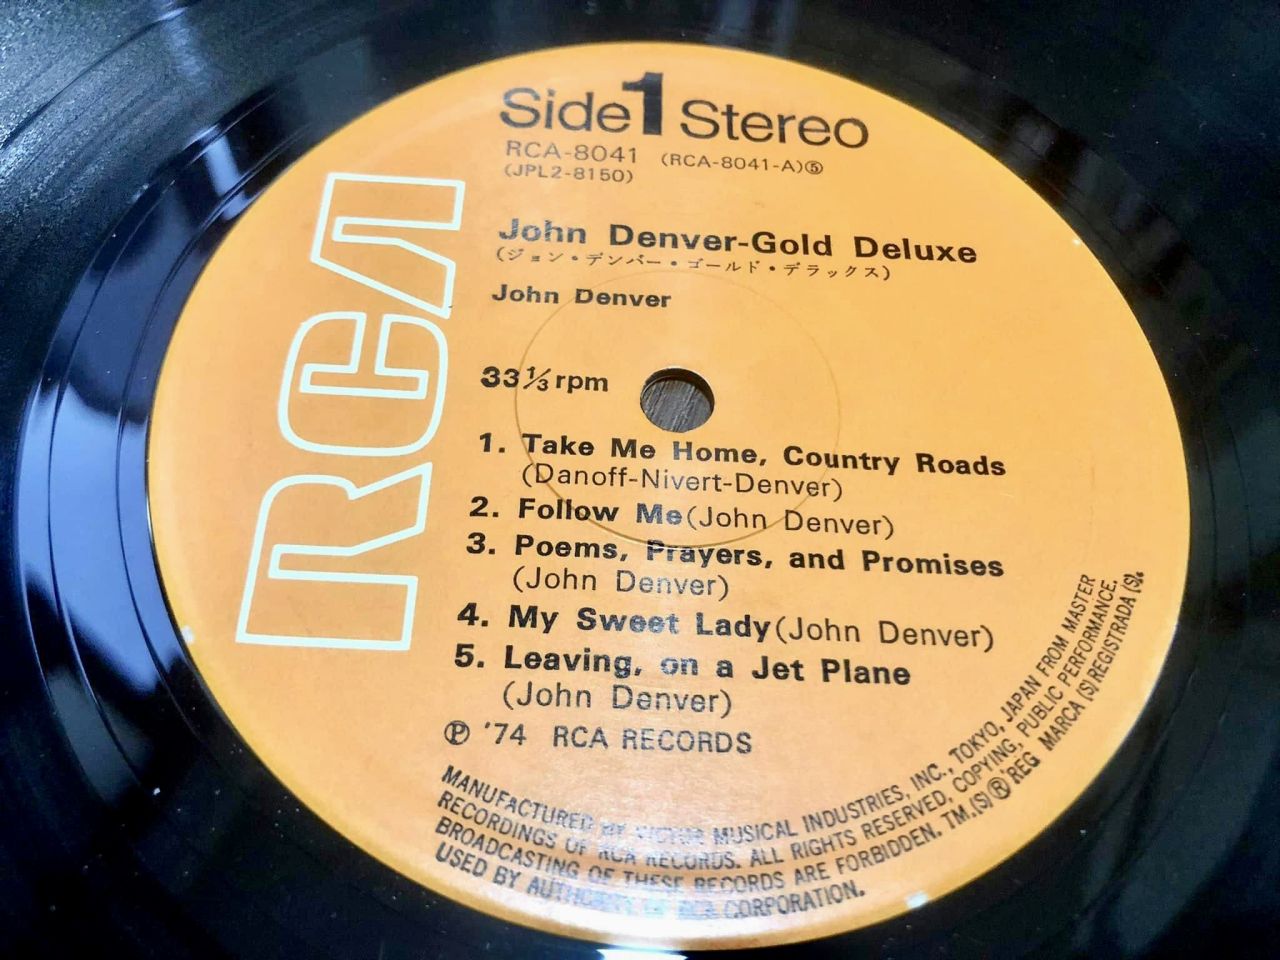 Side 1 Stereo
RCA-8041 (RCA-8041-A)⑤
(JPL2-8150)
RCA
John Denver-Gold Deluxe
(ジョン・デンバー・ゴールド・デラックス)
John Denver
33⅓rpm
1. Take Me Home, Country Roads
(Danoff-Nivert-Denver)
2. Follow Me(John Denver)
3. Poems, Prayers, and Promises
(John Denver)
4. My Sweet Lady(John Denver)
5. Leaving, on a Jet Plane
(John Denver)
Ⓟ '74 RCA RECORDS
MANUFACTURED BY VICTOR MUSICAL INDUSTRIES, INC., TOKYO, JAPAN FROM MASTER
RECORDINGS OF RCA RECORDS. ALL RIGHTS RESERVED, COPYING, PUBLIC PERFORMANCE,
BROADCASTING OF THESE RECORDS ARE FORBIDDEN. TM.(S)®REG MARCA (S)REGISTRADA (S).
USED BY AUTHORITY OF RCA CORPORATION.